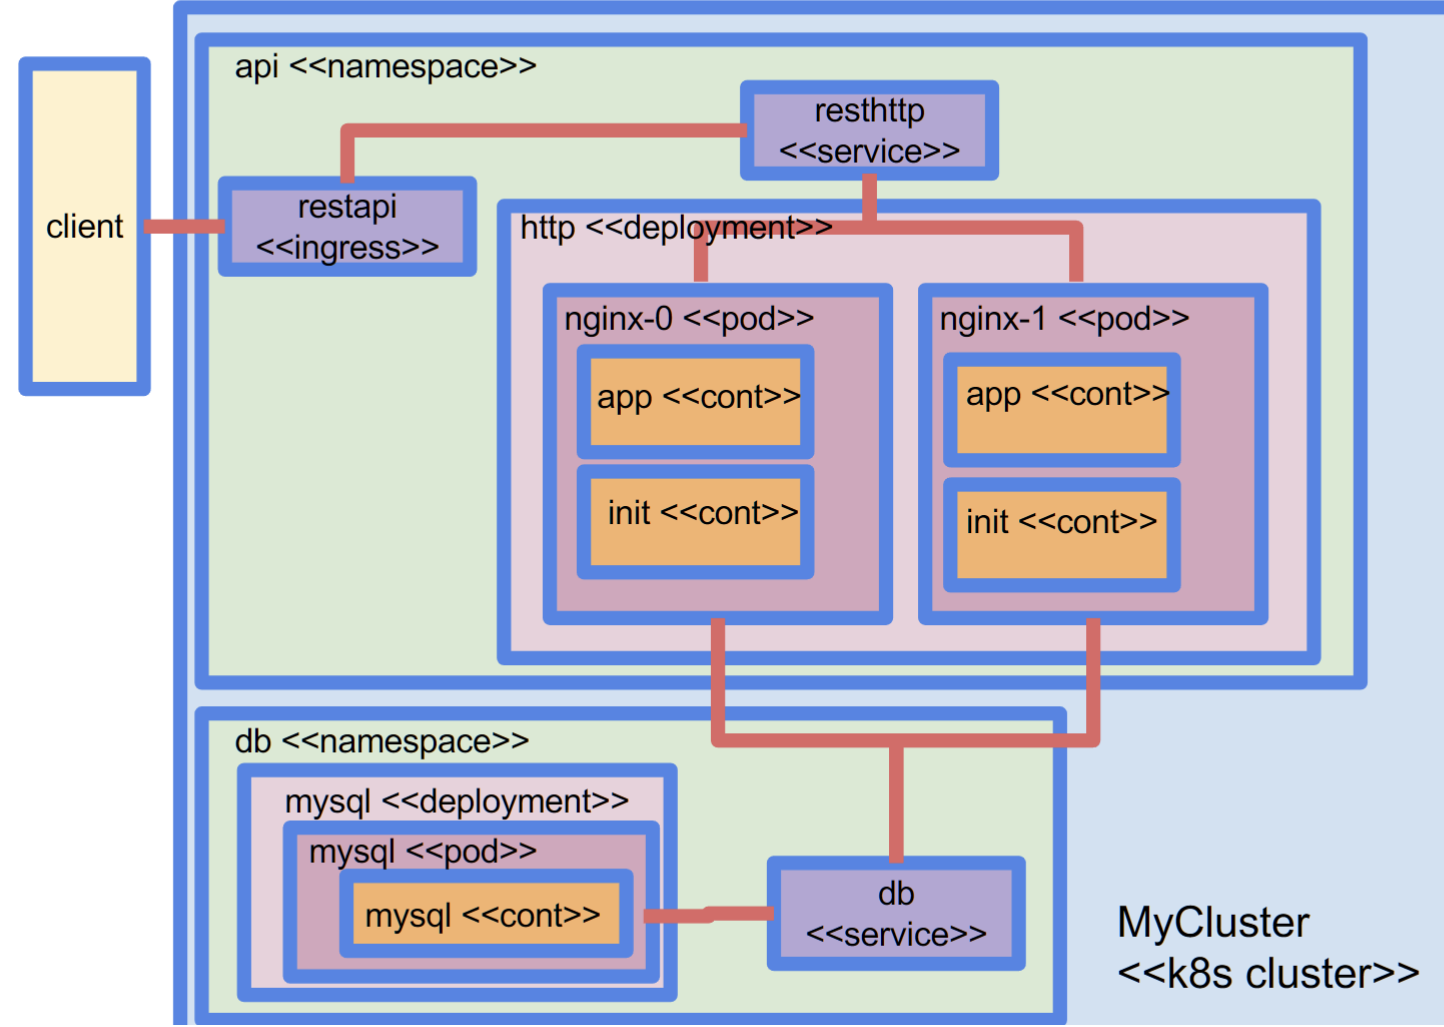 api <<namespace>>
client
restapi
<<ingress>>
resthttp
<<service>>
http <<deployment>>
nginx-0 <<pod>>
app <<cont>>
init <<cont>>
nginx-1 <<pod>>
app <<cont>>
init <<cont>>
db <<namespace>>
mysql <<deployment>>
mysql <<pod>>
mysql <<cont>>
db
<<service>>
MyCluster
<<k8s cluster>>